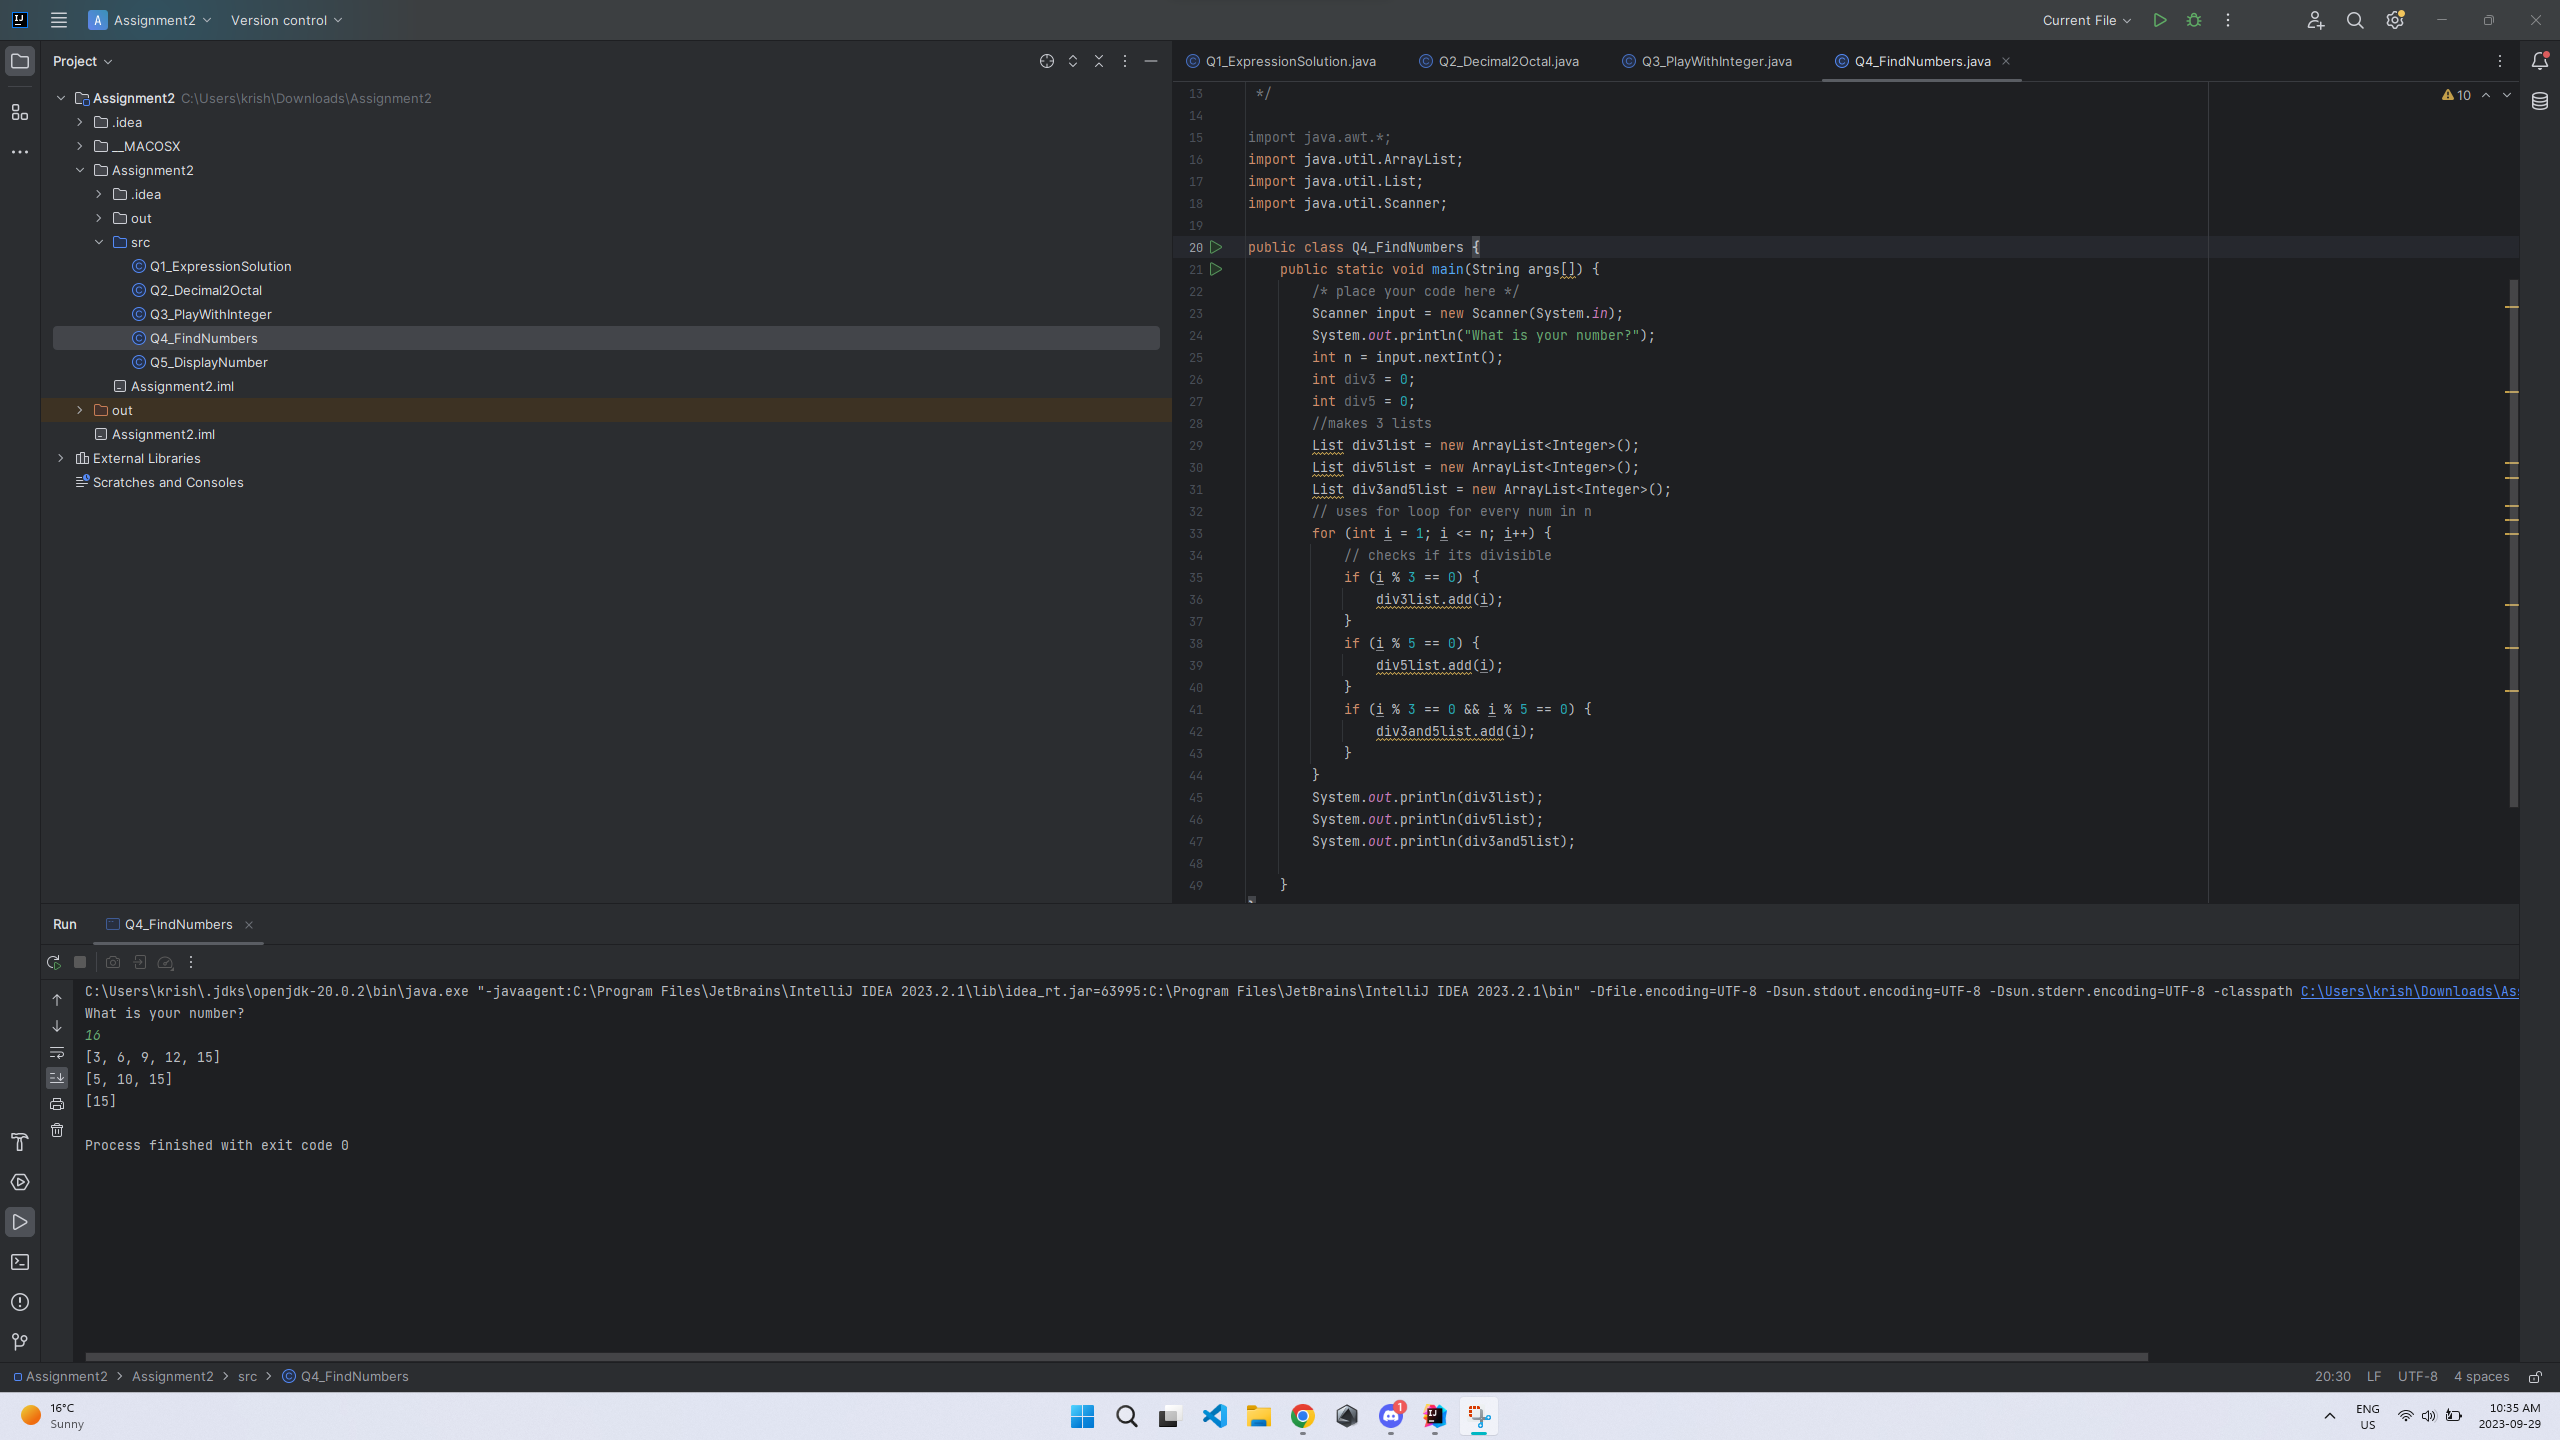 Assignment2
Version control
Current File
Project
Assignment2 C:\Users\krish\Downloads\Assignment2
.idea
__MACOSX
Assignment2
.idea
out
src
Q1_ExpressionSolution
Q2_Decimal2Octal
Q3_PlayWithInteger
Q4_FindNumbers
Q5_DisplayNumber
Assignment2.iml
out
Assignment2.iml
External Libraries
Scratches and Consoles
Q1_ExpressionSolution.java Q2_Decimal2Octal.java Q3_PlayWithInteger.java Q4_FindNumbers.java
10
13 */
14
15 import java.awt.*;
16 import java.util.ArrayList;
17 import java.util.List;
18 import java.util.Scanner;
19
20 public class Q4_FindNumbers {
21 public static void main(String args[]) {
22 /* place your code here */
23 Scanner input = new Scanner(System.in);
24 System.out.println("What is your number?");
25 int n = input.nextInt();
26 int div3 = 0;
27 int div5 = 0;
28 //makes 3 lists
29 List div3list = new ArrayList<Integer>();
30 List div5list = new ArrayList<Integer>();
31 List div3and5list = new ArrayList<Integer>();
32 // uses for loop for every num in n
33 for (int i = 1; i <= n; i++) {
34 // checks if its divisible
35 if (i % 3 == 0) {
36 div3list.add(i);
37 }
38 if (i % 5 == 0) {
39 div5list.add(i);
40 }
41 if (i % 3 == 0 && i % 5 == 0) {
42 div3and5list.add(i);
43 }
44 }
45 System.out.println(div3list);
46 System.out.println(div5list);
47 System.out.println(div3and5list);
48
49 }
Run Q4_FindNumbers
C:\Users\krish\.jdks\openjdk-20.0.2\bin\java.exe "-javaagent:C:\Program Files\JetBrains\IntelliJ IDEA 2023.2.1\lib\idea_rt.jar=63995:C:\Program Files\JetBrains\IntelliJ IDEA 2023.2.1\bin" -Dfile.encoding=UTF-8 -Dsun.stdout.encoding=UTF-8 -Dsun.stderr.encoding=UTF-8 -classpath C:\Users\krish\Downloads\As
What is your number?
16
[3, 6, 9, 12, 15]
[5, 10, 15]
[15]
Process finished with exit code 0
Assignment2 > Assignment2 > src > Q4_FindNumbers
20:30 LF UTF-8 4 spaces
16°C
Sunny
1
ENG
US
10:35 AM
2023-09-29